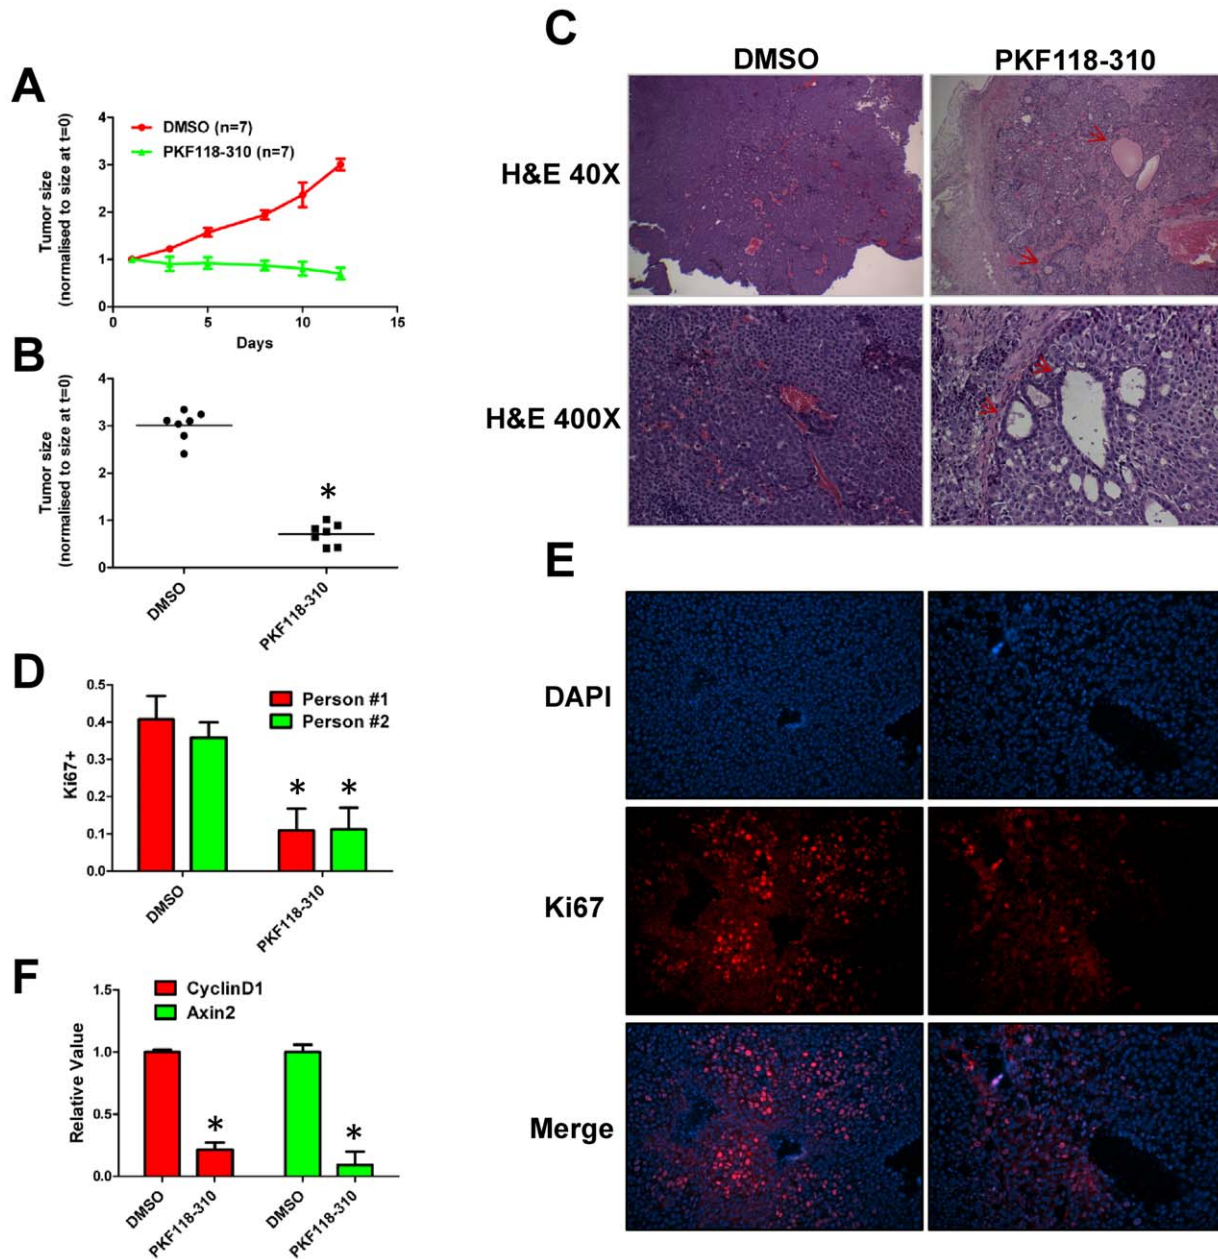 A
Tumor size
(normalised to size at t=0)
4
3
2
1
0
DMSO (n=7)
PKF118-310 (n=7)
0
5
10
15
Days
B
Tumor size
(normalised to size at t=0)
4
3
2
1
0
*
DMSO
PKF118-310
C
DMSO
PKF118-310
H&E 40X
H&E 400X
D
Ki67+
0.5
0.4
0.3
0.2
0.1
0.0
Person #1
Person #2
*
*
DMSO
PKF118-310
E
DAPI
Ki67
Merge
F
Relative Value
1.5
1.0
0.5
0.0
CyclinD1
Axin2
*
*
DMSO
PKF118-310
DMSO
PKF118-310